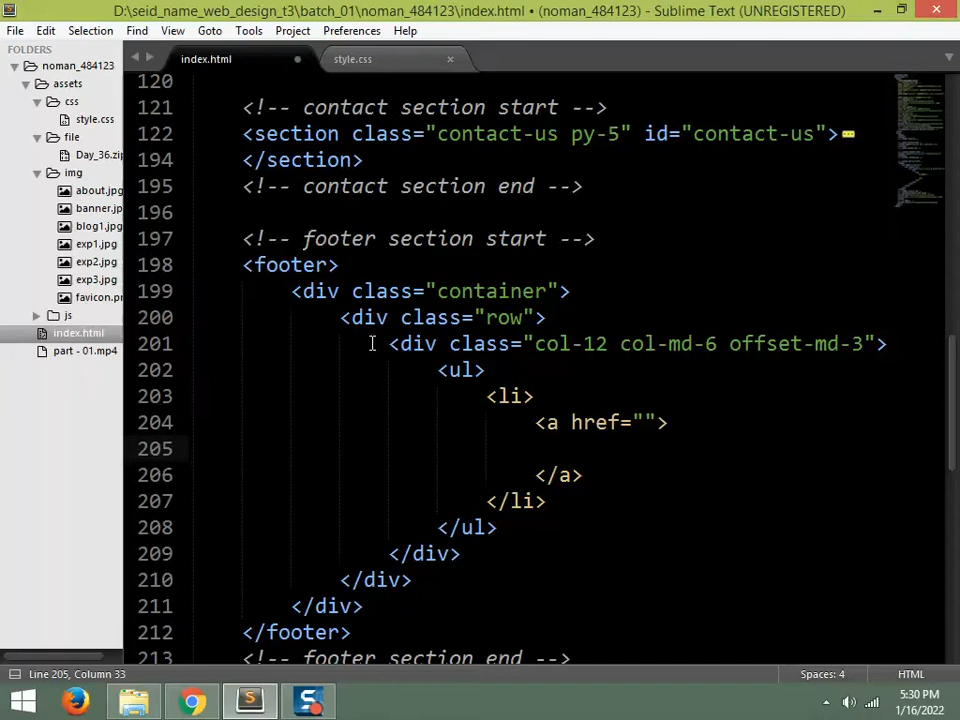 D:\seid_name_web_design_t3\batch_01\noman_484123\index.html • (noman_484123) - Sublime Text (UNREGISTERED)
File Edit Selection Find View Goto Tools Project Preferences Help
FOLDERS
noman_484123
assets
css
style.css
file
Day_36.zip
img
about.jpg
banner.jp
blog1.jpg
exp1.jpg
exp2.jpg
exp3.jpg
favicon.pr
js
index.html
part - 01.mp4
index.html
style.css
120
121 <!-- contact section start -->
122 <section class="contact-us py-5" id="contact-us">
194 </section>
195 <!-- contact section end -->
196
197 <!-- footer section start -->
198 <footer>
199 <div class="container">
200 <div class="row">
201 <div class="col-12 col-md-6 offset-md-3">
202 <ul>
203 <li>
204 <a href="">
205
206 </a>
207 </li>
208 </ul>
209 </div>
210 </div>
211 </div>
212 </footer>
213 <!-- footer section end -->
Line 205, Column 33
Spaces: 4
HTML
5:30 PM
1/16/2022